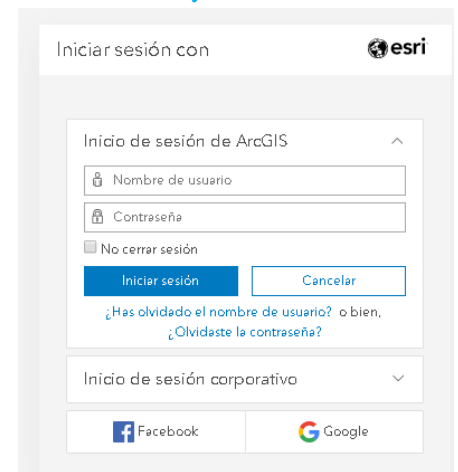 Iniciar sesión con
esri
Inicio de sesión de ArcGIS
Nombre de usuario
Contraseña
No cerrar sesión
Iniciar sesión
Cancelar
¿Has olvidado el nombre de usuario? o bien,
¿Olvidaste la contraseña?
Inicio de sesión corporativo
Facebook
Google